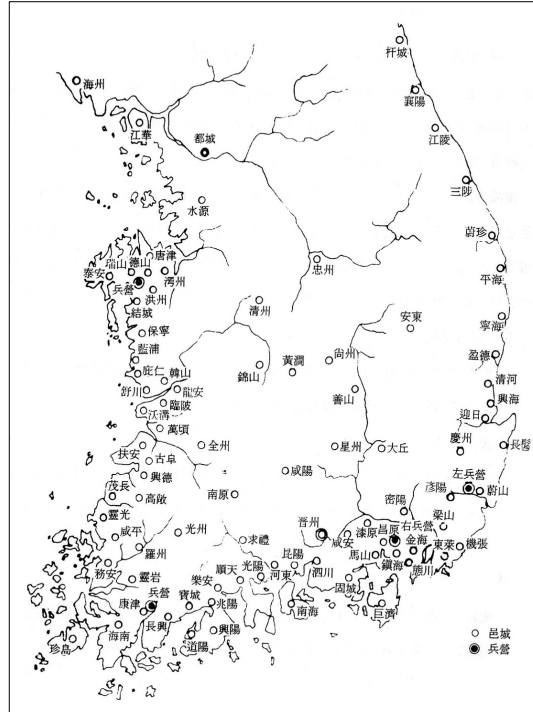 杆城
海州
襄陽
江華
都城
江陵
三陟
水源
蔚珍
唐津
瑞山
德山
忠州
泰安
沔州
平海
兵營
洪州
結城
淸州
安東
寧海
保寧
藍浦
黃澗
尙州
盈德
庇仁
韓山
錦山
淸河
舒川
龍安
善山
興海
沃溝
臨陂
迎日
萬頃
扶安
全州
星州
大丘
慶州
長鬐
古阜
咸陽
左兵營
興德
茂長
高敞
南原
密陽
彦陽
蔚山
靈光
梁山
咸平
光州
求禮
晋州
漆原
昌原
右兵營
羅州
咸安
金海
東萊
機張
昆陽
馬山
務安
順天
光陽
河東
泗川
鎭海
熊川
靈岩
樂安
固城
兵營
寶城
康津
兆陽
南海
巨濟
長興
海南
興陽
珍島
道陽
邑城
兵營